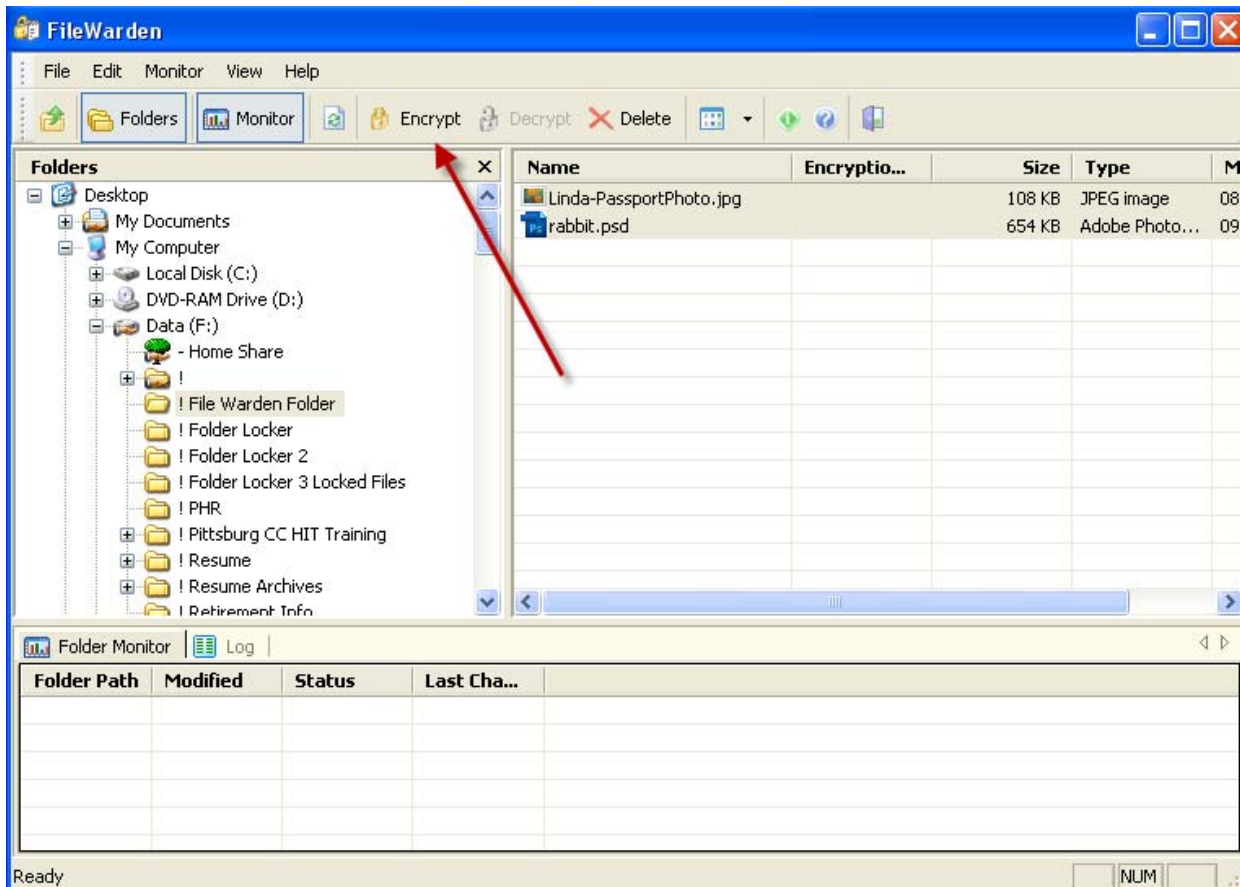 FileWarden
File Edit Monitor View Help
Folders Monitor Encrypt Decrypt Delete
Folders
Desktop
My Documents
My Computer
Local Disk (C:)
DVD-RAM Drive (D:)
Data (F:)
- Home Share
!
! File Warden Folder
! Folder Locker
! Folder Locker 2
! Folder Locker 3 Locked Files
! PHR
! Pittsburg CC HIT Training
! Resume
! Resume Archives
! Retirement Info
Name Encryptio... Size Type M
Linda-PassportPhoto.jpg 108 KB JPEG image 08
Ps rabbit.psd 654 KB Adobe Photo... 09
Folder Monitor Log
Folder Path Modified Status Last Cha...
Ready NUM